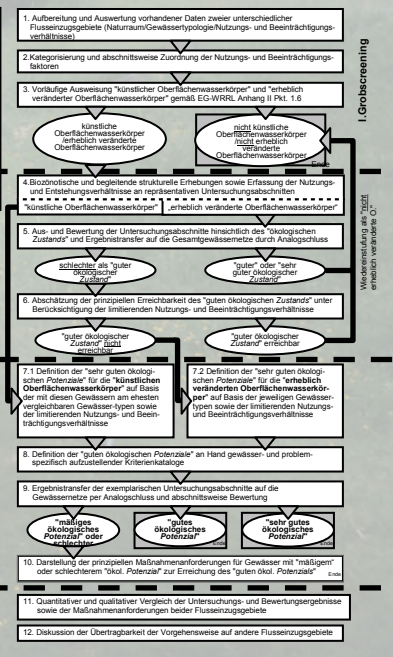 1. Aufbereitung und Auswertung vorhandener Daten zweier unterschiedlicher
Flusseinzugsgebiete (Naturraum/Gewässertypologie/Nutzungs- und Beeinträchtigungs-
verhältnisse)
2.Kategorisierung und abschnittsweise Zuordnung der Nutzungs- und Beeinträchtigungs-
faktoren
3. Vorläufige Ausweisung "künstlicher Oberflächenwasserkörper" und "erheblich
veränderter Oberflächenwasserkörper" gemäß EG-WRRL Anhang II Pkt. 1.6
künstliche
Oberflächenwasserkörper
/erheblich veränderte
Oberflächenwasserkörper
nicht künstliche
Oberflächenwasserkörper
/nicht erheblich
veränderte
Oberflächenwasserkörper
Ende
I.Grobscreening
4.Biozönotische und begleitende strukturelle Erhebungen sowie Erfassung der Nutzungs-
und Entstehungsverhältnisse an repräsentativen Untersuchungsabschnitten
"künstliche Oberflächenwasserkörper"
„erheblich veränderte Oberflächenwasserkörper"
5. Aus- und Bewertung der Untersuchungsabschnitte hinsichtlich des "ökologischen
Zustands" und Ergebnistransfer auf die Gesamtgewässernetze durch Analogschluss
schlechter als "guter
ökologischer
Zustand"
"guter" oder "sehr
guter ökologischer
Zustand"
Wiedereinstufung als "nicht
erheblich veränderte O."
6. Abschätzung der prinzipiellen Erreichbarkeit des "guten ökologischen Zustands" unter
Berücksichtigung der limitierenden Nutzungs- und Beeinträchtigungsverhältnisse
"guter ökologischer
Zustand" nicht
erreichbar
"guter ökologischer
Zustand" erreichbar
7.1 Definition der "sehr guten ökologi-
schen Potenziale" für die "künstlichen
Oberflächenwasserkörper" auf Basis
der mit diesen Gewässern am ehesten
vergleichbaren Gewässer-typen sowie
der limitierenden Nutzungs- und Beein-
trächtigungsverhältnisse
7.2 Definition der "sehr guten ökologi-
schen Potenziale" für die "erheblich
veränderten Oberflächenwasserkör-
per" auf Basis der jeweiligen Gewässer-
typen sowie der limitierenden Nutzungs-
und Beeinträchtigungsverhältnisse
8. Definition der "guten ökologischen Potenziale" an Hand gewässer- und problem-
spezifisch aufzustellender Kriterienkataloge
9. Ergebnistransfer der exemplarischen Untersuchungsabschnitte auf die
Gewässernetze per Analogschluss und abschnittsweise Bewertung
"mäßiges
ökologisches
Potenzial" oder
schlechter
"gutes
ökologisches
Potenzial"
Ende
"sehr gutes
ökologisches
Potenzial"
Ende
10. Darstellung der prinzipiellen Maßnahmenanforderungen für Gewässer mit "mäßigem"
oder schlechterem "ökol. Potenzial" zur Erreichung des "guten ökol. Potenzials"
Ende
11. Quantitativer und qualitativer Vergleich der Untersuchungs- und Bewertungsergebnisse
sowie der Maßnahmenanforderungen beider Flusseinzugsgebiete
12. Diskussion der Übertragbarkeit der Vorgehensweise auf andere Flusseinzugsgebiete